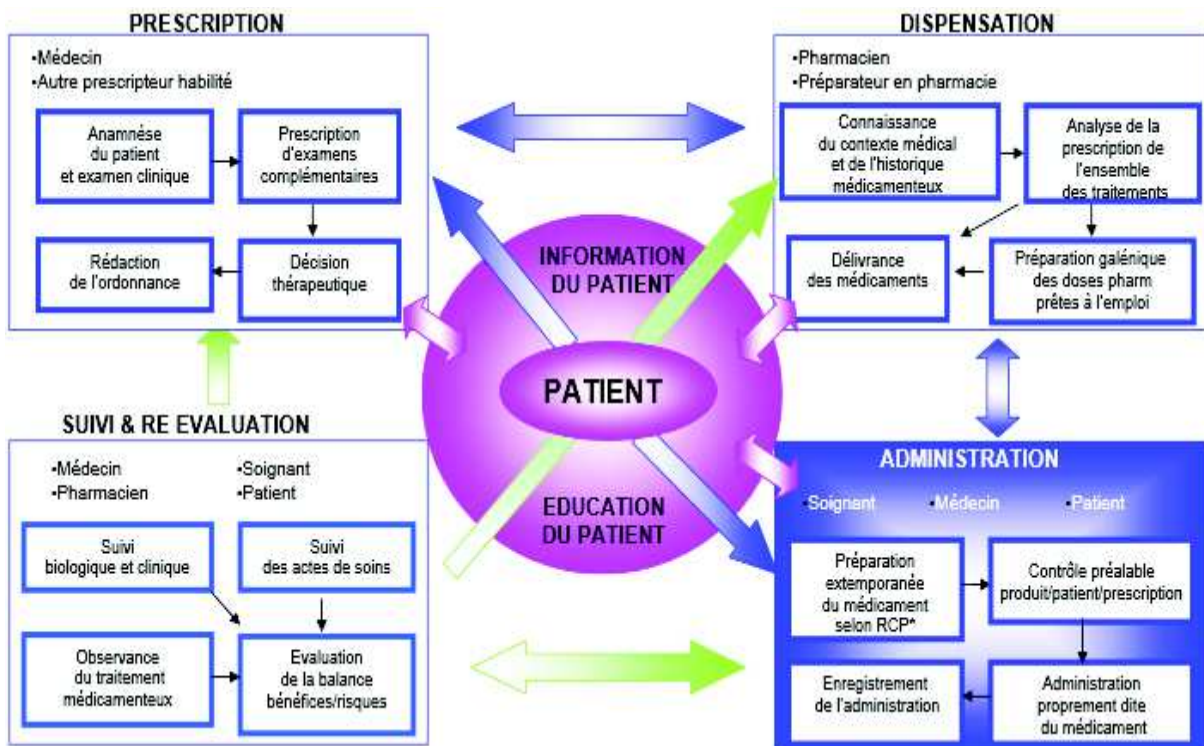 PRESCRIPTION
•Médecin
•Autre prescripteur habilité
Anamnése
du patient
et examen clinique
Prescription
d'examens
complémentaires
Rédaction
de l'ordonnance
Décision
thérapeutique
DISPENSATION
•Pharmacien
•Préparateur en pharmacie
Connaissance
du contexte médical
et de l'historique
médicamenteux
Analyse de la
prescription de
l'ensemble
des traitements
Délivrance
des médicaments
Préparation galénique
des doses pharm
prêtes à l'emploi
INFORMATION
DU PATIENT
PATIENT
EDUCATION
DU PATIENT
SUIVI & RE EVALUATION
•Médecin
•Pharmacien
•Soignant
•Patient
Suivi
biologique et clinique
Suivi
des actes de soins
Observance
du traitement
médicamenteux
Evaluation
de la balance
bénéfices/risques
ADMINISTRATION
•Soignant
•Médecin
•Patient
Préparation
extemporanée
du médicament
selon RCP*
Contrôle préalable
produit/patient/prescription
Enregistrement
de l'administration
Administration
proprement dite
du médicament